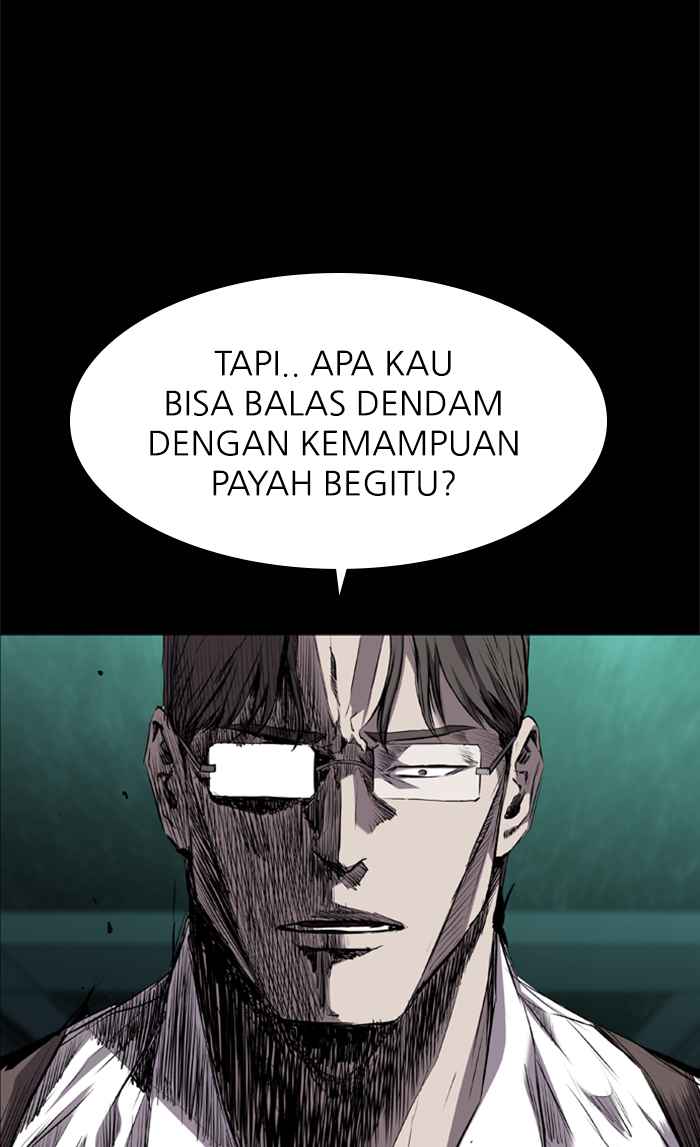 TAPI.. APA KAU
BISA BALAS DENDAM
DENGAN KEMAMPUAN
PAYAH BEGITU?